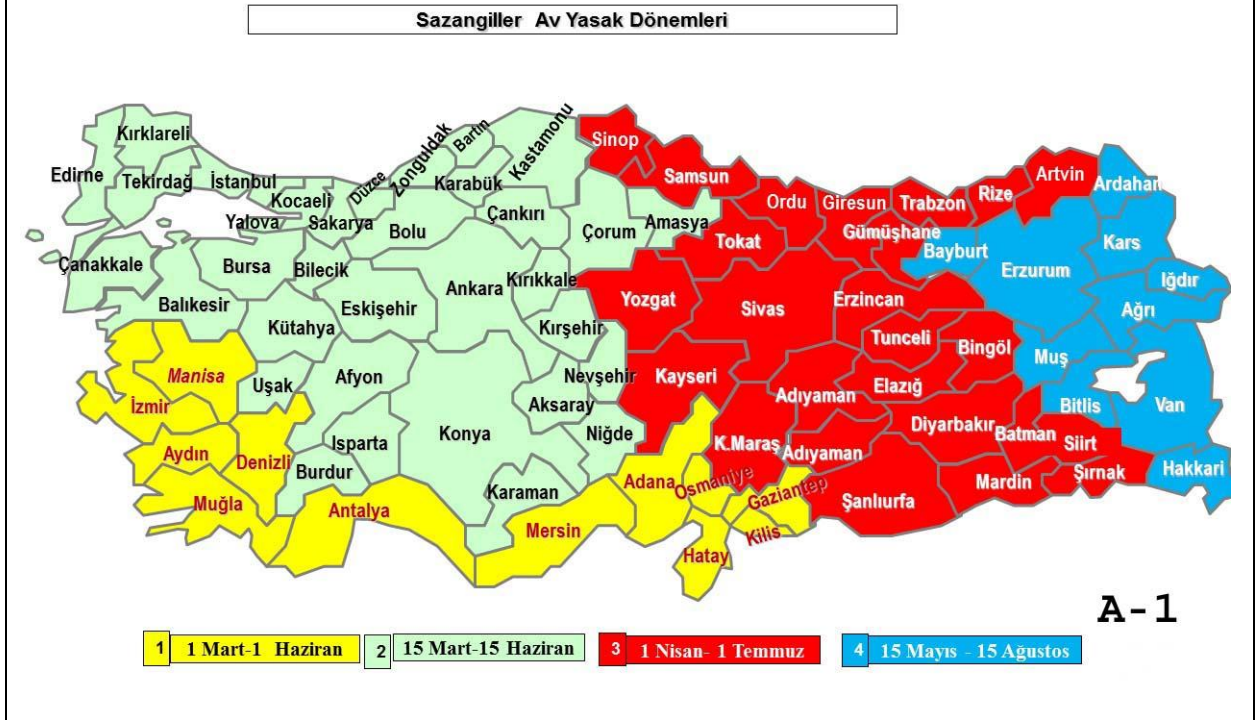 Sazangiller Av Yasak Dönemleri
Kırklareli
Edirne
Tekirdağ
İstanbul
Kocaeli
Yalova
Sakarya
Düzce
Zonguldak
Bartın
Karabük
Kastamonu
Bolu
Çankırı
Çorum
Amasya
Sinop
Samsun
Ordu
Giresun
Trabzon
Rize
Artvin
Ardahan
Tokat
Gümüşhane
Bayburt
Kars
Erzurum
Iğdır
Ağrı
Çanakkale
Bursa
Bilecik
Balıkesir
Kütahya
Eskişehir
Ankara
Kırıkkale
Kırşehir
Yozgat
Sivas
Erzincan
Tunceli
Bingöl
Muş
Bitlis
Van
Manisa
Uşak
Afyon
Nevşehir
Aksaray
Kayseri
Adıyaman
Elazığ
Diyarbakır
Batman
Siirt
İzmir
Aydın
Denizli
Isparta
Burdur
Konya
Niğde
K.Maraş
Adıyaman
Şanlıurfa
Mardin
Şırnak
Hakkari
Muğla
Antalya
Karaman
Mersin
Adana
Osmaniye
Gaziantep
Kilis
Hatay
A-1
1 1 Mart-1 Haziran 2 15 Mart-15 Haziran 3 1 Nisan- 1 Temmuz 4 15 Mayıs - 15 Ağustos